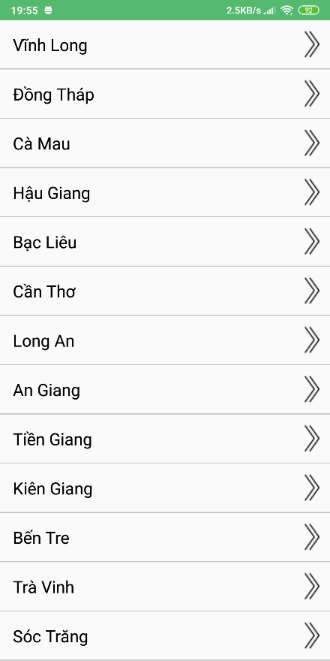 19:55
2.5KB/s
92
Vĩnh Long
Đồng Tháp
Cà Mau
Hậu Giang
Bạc Liêu
Cần Thơ
Long An
An Giang
Tiền Giang
Kiên Giang
Bến Tre
Trà Vinh
Sóc Trăng